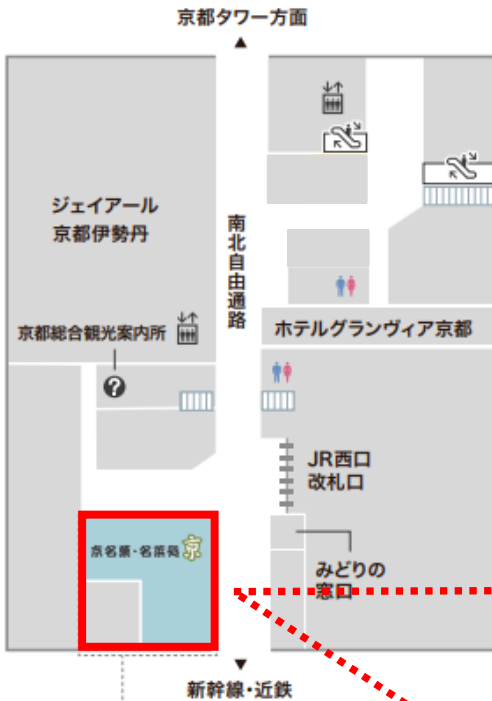 京都タワー方面
ジェイアール
京都伊勢丹
南北自由通路
京都総合観光案内所
?
ホテルグランヴィア京都
JR西口
改札口
京名菓・名菜処 京
みどりの
窓口
新幹線・近鉄